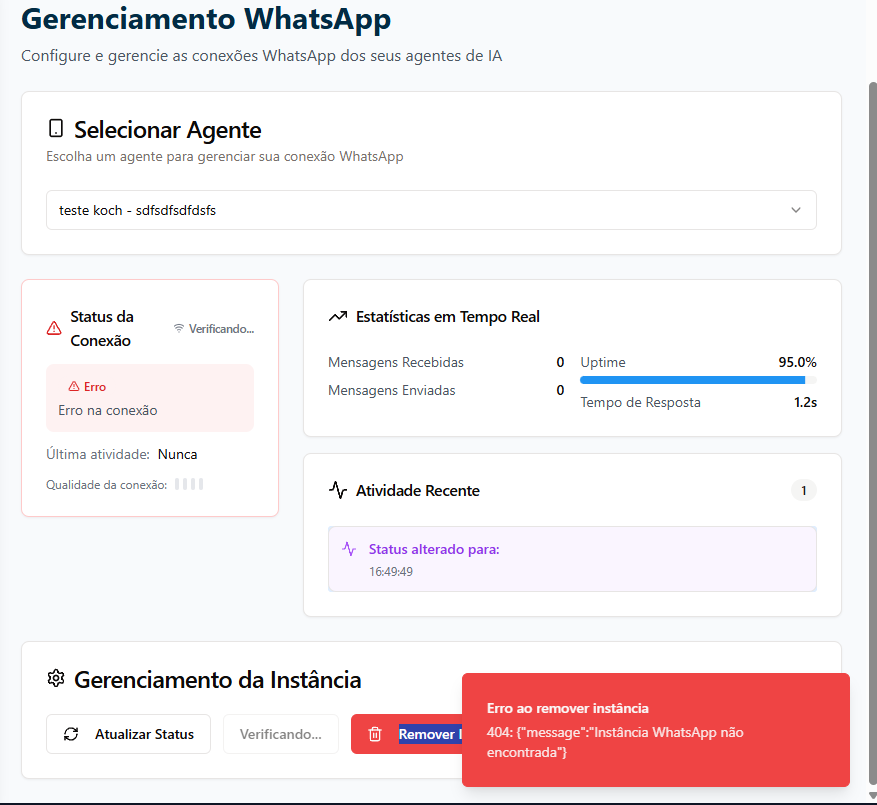 Gerenciamento WhatsApp
Configure e gerencie as conexões WhatsApp dos seus agentes de IA
Selecionar Agente
Escolha um agente para gerenciar sua conexão WhatsApp
teste koch - sdfsdfsdfdsfs
Status da
Conexão
Verificando...
Erro
Erro na conexão
Última atividade: Nunca
Qualidade da conexão:
Estatísticas em Tempo Real
Mensagens Recebidas 0
Mensagens Enviadas 0
Uptime 95.0%
Tempo de Resposta 1.2s
Atividade Recente 1
Status alterado para:
16:49:49
Gerenciamento da Instância
Atualizar Status
Verificando...
Remover
Erro ao remover instância
404: {"message":"Instância WhatsApp não
encontrada"}